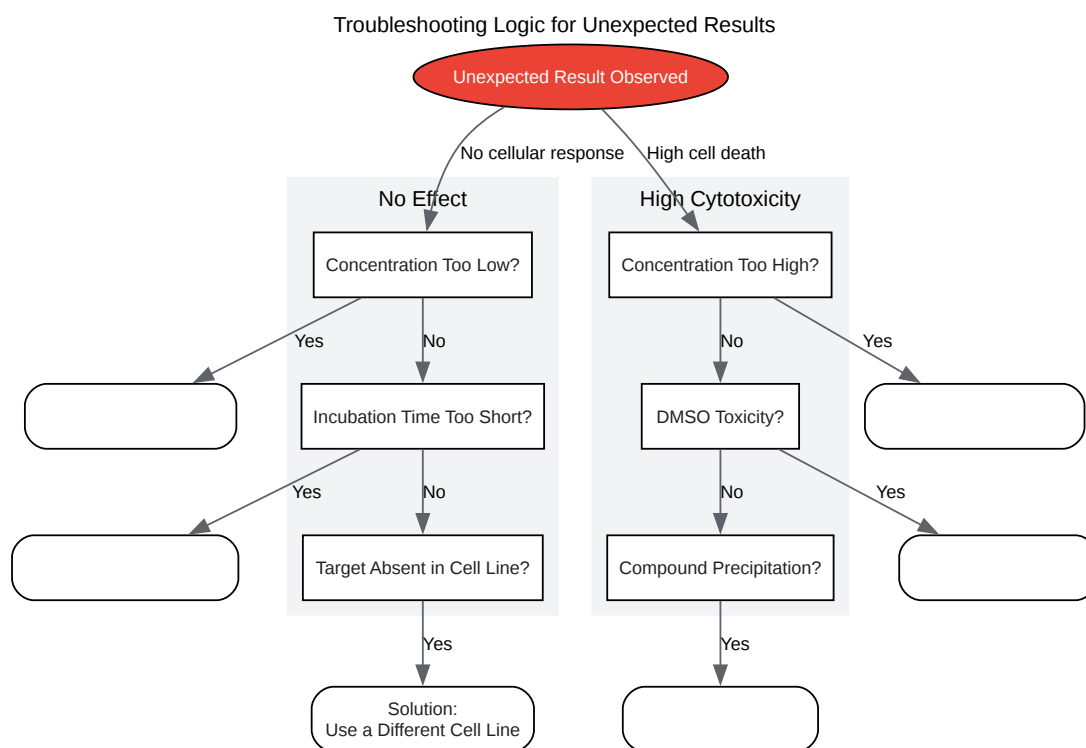 Troubleshooting Logic for Unexpected Results
Unexpected Result Observed
No cellular response
High cell death
No Effect
High Cytotoxicity
Concentration Too Low?
Concentration Too High?
Yes
No
No
Yes
Incubation Time Too Short?
DMSO Toxicity?
Yes
No
No
Yes
Target Absent in Cell Line?
Compound Precipitation?
Yes
Yes
Solution:
Use a Different Cell Line